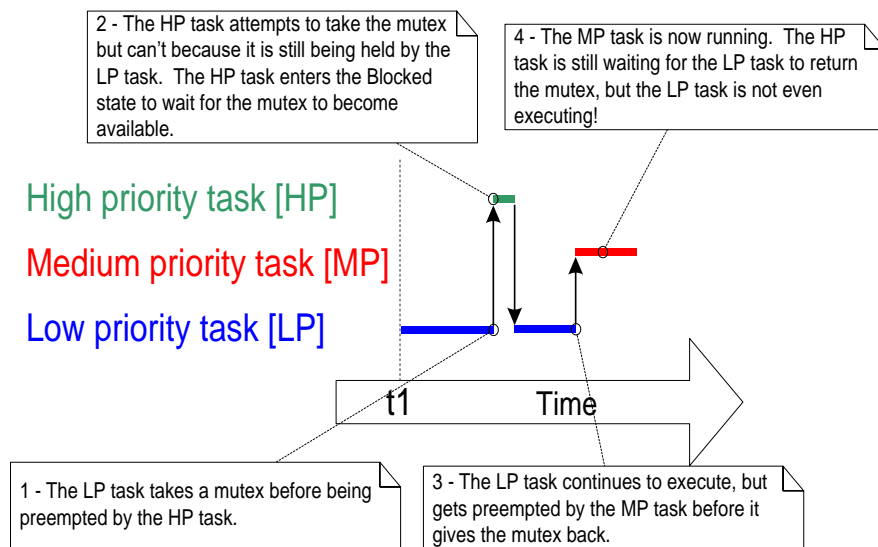 2 - The HP task attempts to take the mutex
but can't because it is still being held by the
LP task.  The HP task enters the Blocked
state to wait for the mutex to become
available.
4 - The MP task is now running.  The HP
task is still waiting for the LP task to return
the mutex, but the LP task is not even
executing!
High priority task [HP]
Medium priority task [MP]
Low priority task [LP]
t1
Time
1 - The LP task takes a mutex before being
preempted by the HP task.
3 - The LP task continues to execute, but
gets preempted by the MP task before it
gives the mutex back.